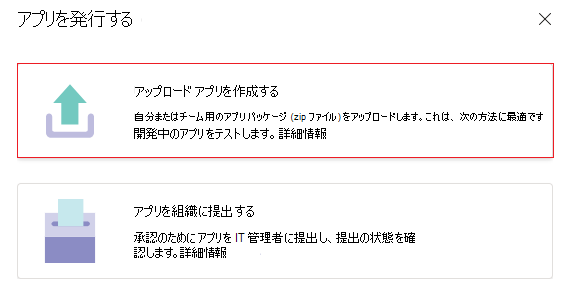 アプリを発行する
アップロード アプリを作成する
自分またはチーム用のアプリ パッケージ (zip ファイル) をアップロードします。これは、次の方法に最適です
開発中のアプリをテストします。詳細情報
アプリを組織に提出する
承認のためにアプリを IT 管理者に提出し、提出の状態を確
認します。詳細情報